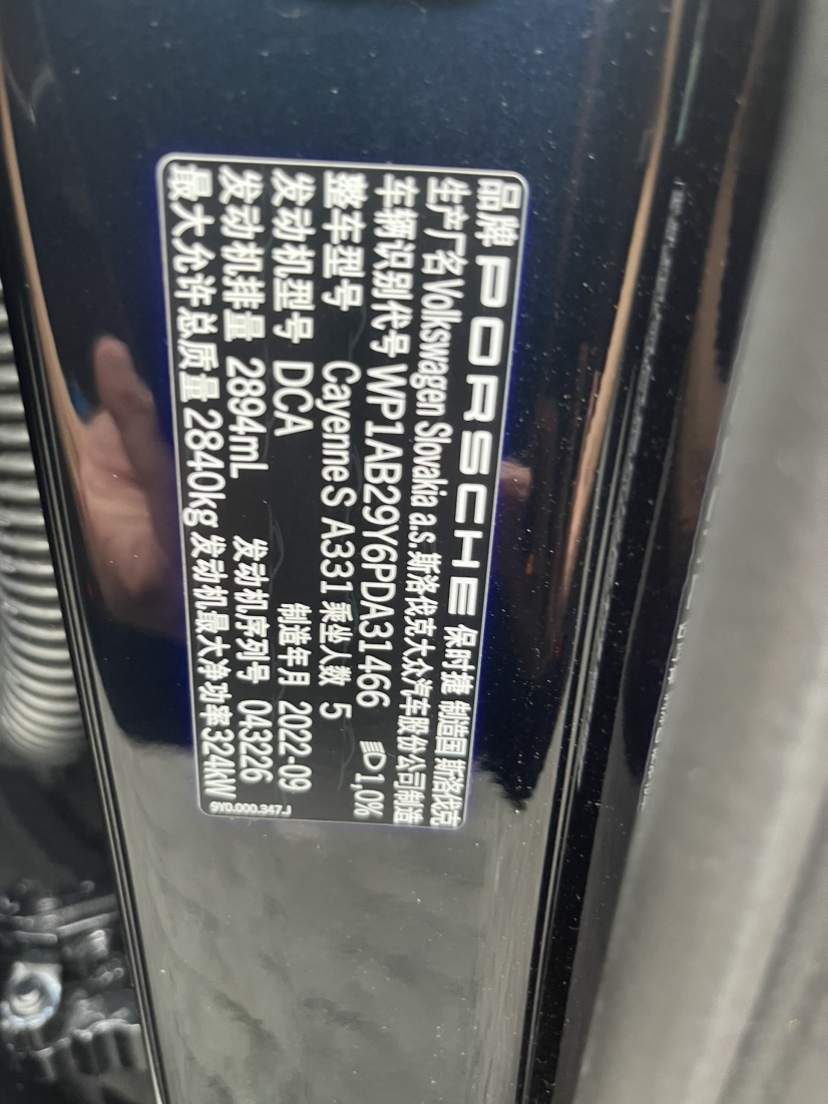 品牌 PORSCHE 保时捷 制造国 斯洛伐克
生产厂名 Volkswagen Slovakia a.s.斯洛伐克大众汽车股份公司制造
车辆识别代号 WP1AB29Y6PDA31466 1,0%
整车型号 Cayenne S A331 乘坐人数 5
发动机型号 DCA 制造年月 2022-09
发动机排量 2894mL 发动机序列号 043226
最大允许总质量 2840kg 发动机最大净功率 324kW
9Y0.000.347.J